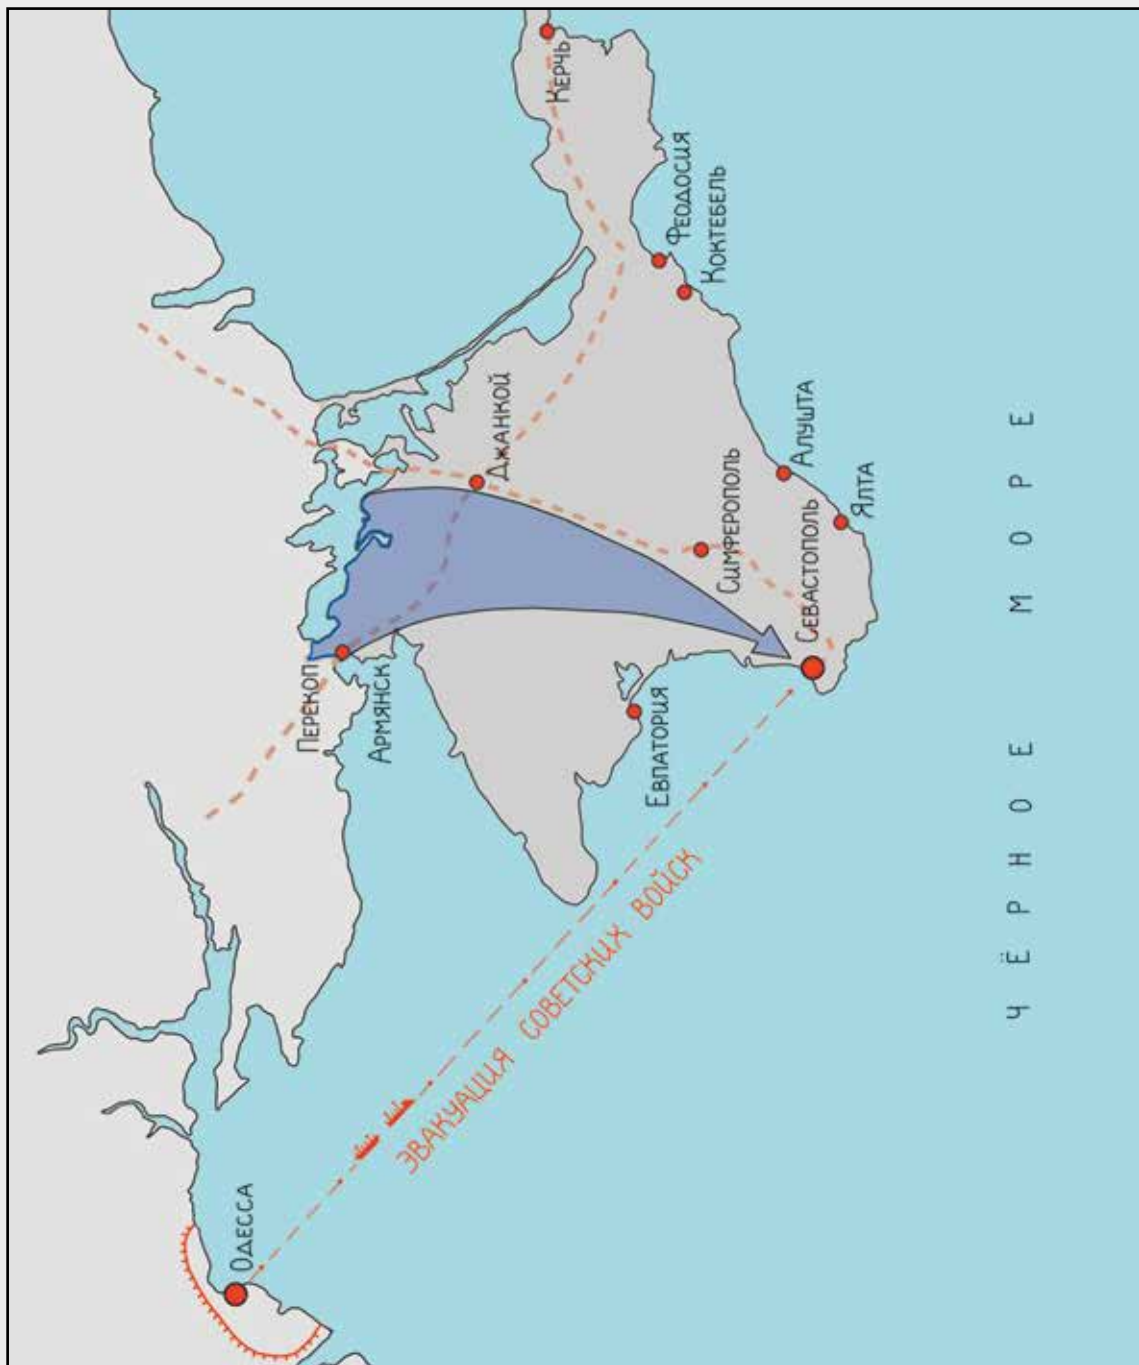 Одесса
Перекоп
Армянск
Джанкой
Керчь
Феодосия
Коктебель
Евпатория
Симферополь
Алушта
Севастополь
Ялта
Эвакуация советских войск
ЧЁРНОЕ МОРЕ